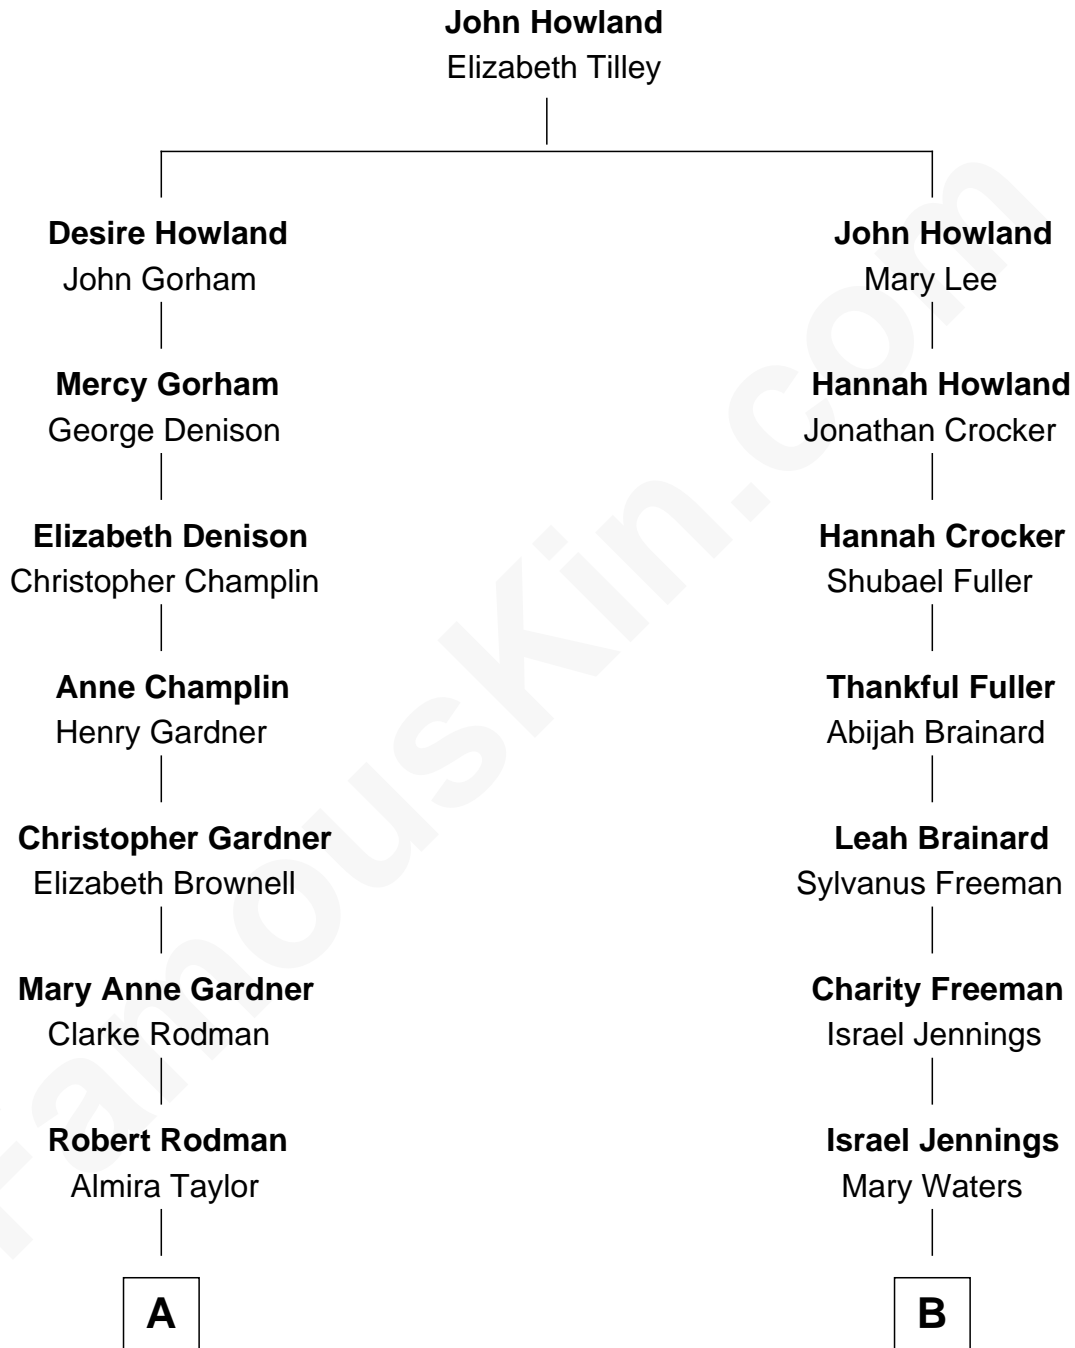 John Howland
Elizabeth Tilley
Desire Howland
John Gorham
Mercy Gorham
George Denison
Elizabeth Denison
Christopher Champlin
Anne Champlin
Henry Gardner
Christopher Gardner
Elizabeth Brownell
Mary Anne Gardner
Clarke Rodman
Robert Rodman
Almira Taylor
A
John Howland
Mary Lee
Hannah Howland
Jonathan Crocker
Hannah Crocker
Shubael Fuller
Thankful Fuller
Abijah Brainard
Leah Brainard
Sylvanus Freeman
Charity Freeman
Israel Jennings
Israel Jennings
Mary Waters
B
FamousKin.com